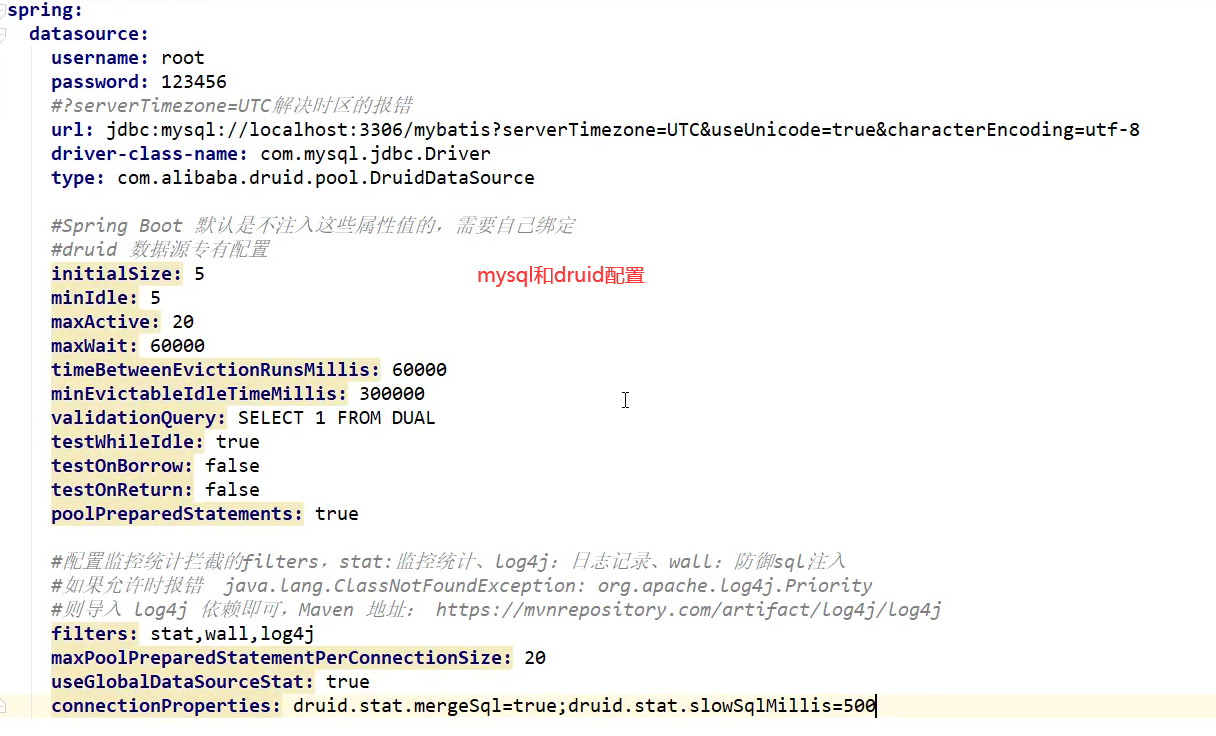 spring:
  datasource:
    username: root
    password: 123456
    #?serverTimezone=UTC解决时区的报错
    url: jdbc:mysql://localhost:3306/mybatis?serverTimezone=UTC&useUnicode=true&characterEncoding=utf-8
    driver-class-name: com.mysql.jdbc.Driver
    type: com.alibaba.druid.pool.DruidDataSource
    #Spring Boot 默认是不注入这些属性值的，需要自己绑定
    #druid 数据源专有配置
    initialSize: 5
mysql和druid配置
    minIdle: 5
    maxActive: 20
    maxWait: 60000
    timeBetweenEvictionRunsMillis: 60000
    minEvictableIdleTimeMillis: 300000
    validationQuery: SELECT 1 FROM DUAL
    testWhileIdle: true
    testOnBorrow: false
    testOnReturn: false
    poolPreparedStatements: true
    #配置监控统计拦截的filters，stat:监控统计、log4j：日志记录、wall：防御sql注入
    #如果允许时报错  java.lang.ClassNotFoundException: org.apache.log4j.Priority
    #则导入 log4j 依赖即可，Maven 地址： https://mvnrepository.com/artifact/log4j/log4j
    filters: stat,wall,log4j
    maxPoolPreparedStatementPerConnectionSize: 20
    useGlobalDataSourceStat: true
    connectionProperties: druid.stat.mergeSql=true;druid.stat.slowSqlMillis=500